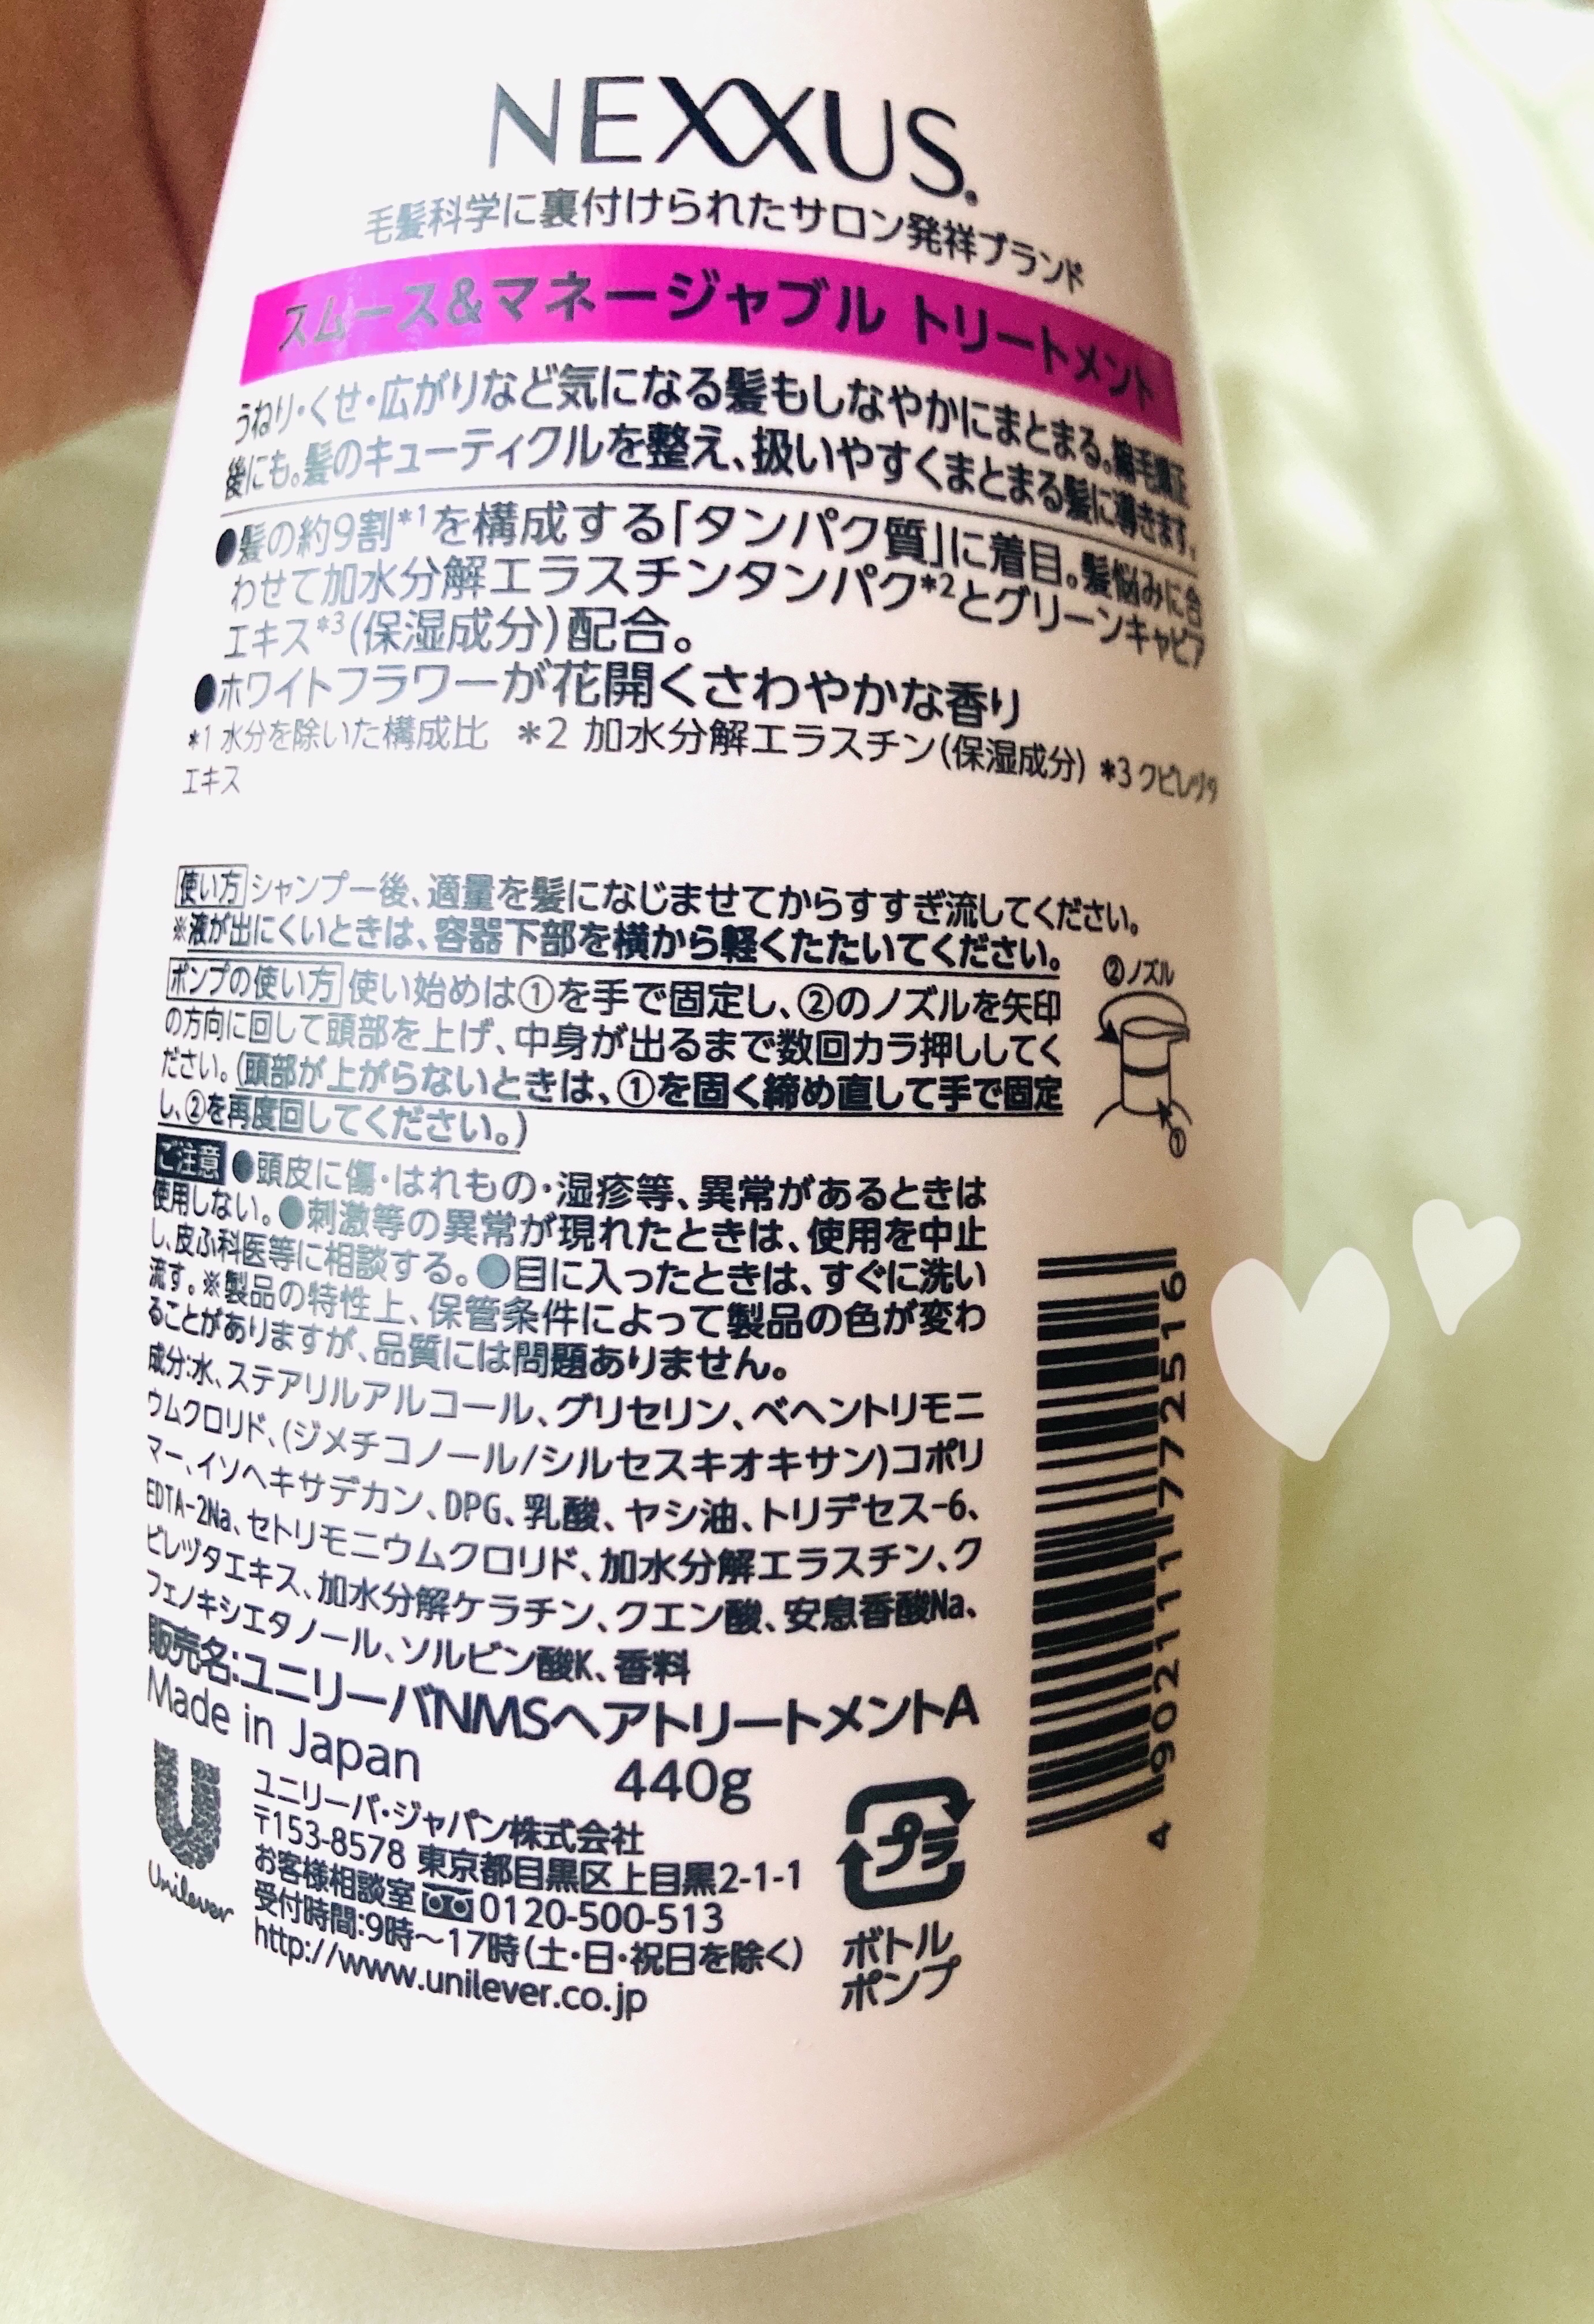 NEXXUS®
毛髪科学に裏付けられたサロン発祥ブランド
スムース&マネージャブル トリートメント
うねり・くせ・広がりなど気になる髪もしなやかにまとまる。縮毛矯正
後にも。髪のキューティクルを整え、扱いやすくまとまる髪に導きます。
●髪の約9割*1を構成する「タンパク質」に着目。髪悩みに合
わせて加水分解エラスチンタンパク*2とグリーンキャビア
エキス*3(保湿成分)配合。
●ホワイトフラワーが花開くさわやかな香り
*1 水分を除いた構成比 *2 加水分解エラスチン(保湿成分) *3 クビレヅタ
エキス
使い方 シャンプー後、適量を髪になじませてからすすぎ流してください。
※液が出にくいときは、容器下部を横から軽くたたいてください。
ポンプの使い方 使い始めは①を手で固定し、②のノズルを矢印
の方向に回して頭部を上げ、中身が出るまで数回カラ押ししてく
ださい。(頭部が上がらないときは、①を固く締め直して手で固定
し、②を再度回してください。)
②ノズル
①
ご注意 ●頭皮に傷・はれもの・湿疹等、異常があるときは
使用しない。●刺激等の異常が現れたときは、使用を中止
し、皮ふ科医等に相談する。●目に入ったときは、すぐに洗い
流す。※製品の特性上、保管条件によって製品の色が変わ
ることがありますが、品質には問題ありません。
成分:水、ステアリルアルコール、グリセリン、ベヘントリモニ
ウムクロリド、(ジメチコノール/シルセスキオキサン)コポリ
マー、イソヘキサデカン、DPG、乳酸、ヤシ油、トリデセス-6、
EDTA-2Na、セトリモニウムクロリド、加水分解エラスチン、ク
ビレヅタエキス、加水分解ケラチン、クエン酸、安息香酸Na、
フェノキシエタノール、ソルビン酸K、香料
販売名:ユニリーバNMSヘアトリートメントA
Made in Japan
440g
Unilever
ユニリーバ・ジャパン株式会社
〒153-8578 東京都目黒区上目黒2-1-1
お客様相談室 0120-500-513
受付時間:9時～17時(土・日・祝日を除く)
http://www.unilever.co.jp
プラ
ボトル
ポンプ
4 902111 772516